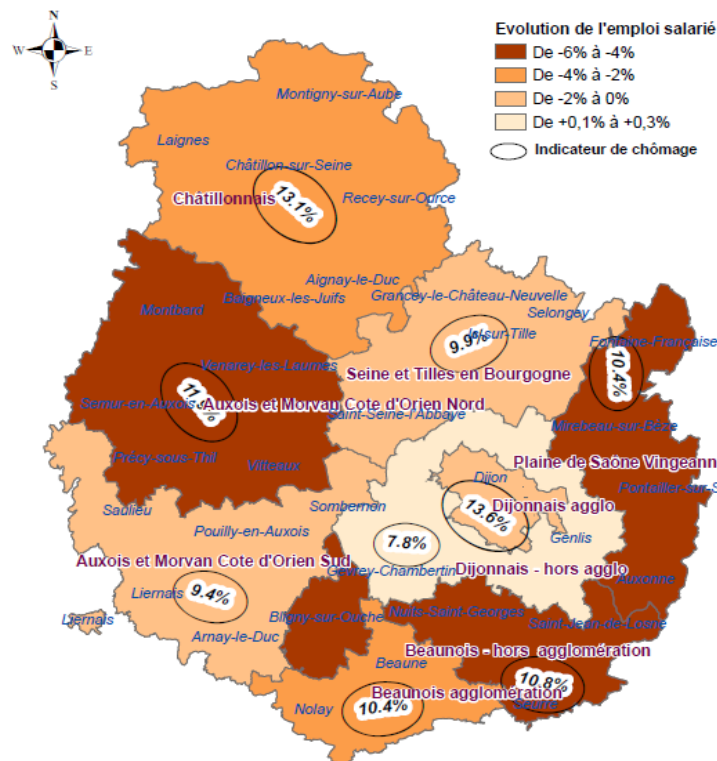 N
W
E
S
Evolution de l'emploi salarié
De -6% à -4%
De -4% à -2%
De -2% à 0%
De +0,1% à +0,3%
Indicateur de chômage
Montigny-sur-Aube
Laignes
Châtillon-sur-Seine
Châtillonnais
13.1%
Recey-sur-Ource
Aignay-le-Duc
Baigneux-les-Juifs
Grancey-le-Château-Neuvelle
Selongey
Montbard
Is-sur-Tille
9.9%
Fontaine-Française
10.4%
Venarey-les-Laumes
Seine et Tilles en Bourgogne
Semur-en-Auxois
Auxois et Morvan Cote d'Orien Nord
Saint-Seine-l'Abbaye
Mirebeau-sur-Bèze
Précy-sous-Thil
Vitteaux
Plaine de Saône Vingeann
Dijon
Pontailler-sur-S
Saulieu
Sombernon
13.6%
Dijonnais agglo
Pouilly-en-Auxois
7.8%
Genlis
Auxois et Morvan Cote d'Orien Sud
Gevrey-Chambertin
Dijonnais - hors agglo
Auxonne
Liernais
9.4%
Liernais
Bligny-sur-Ouche
Nuits-Saint-Georges
Saint-Jean-de-Losne
Arnay-le-Duc
Beaunois - hors agglomération
Beaune
Beaunois agglomération
10.8%
Nolay
10.4%
Seurre